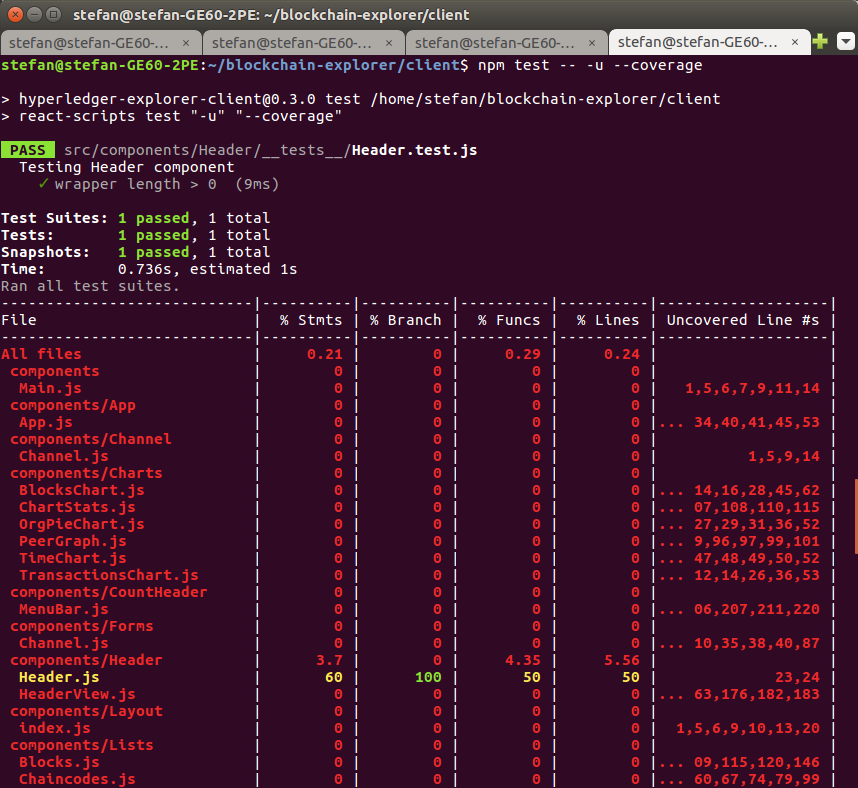 stefan@stefan-GE60-2PE: ~/blockchain-explorer/client
stefan@stefan-GE60-... × stefan@stefan-GE60-... × stefan@stefan-GE60-... × stefan@stefan-GE60-... ×
stefan@stefan-GE60-2PE:~/blockchain-explorer/client$ npm test -- -u --coverage
> hyperledger-explorer-client@0.3.0 test /home/stefan/blockchain-explorer/client
> react-scripts test "-u" "--coverage"
PASS src/components/Header/__tests__/Header.test.js
Testing Header component
✓ wrapper length > 0 (9ms)
Test Suites: 1 passed, 1 total
Tests: 1 passed, 1 total
Snapshots: 1 passed, 1 total
Time: 0.736s, estimated 1s
Ran all test suites.
----------------------------|----------|----------|----------|----------|-------------------|
File | % Stmts | % Branch | % Funcs | % Lines | Uncovered Line #s |
----------------------------|----------|----------|----------|----------|-------------------|
All files | 0.21 | 0 | 0.29 | 0.24 | |
components | 0 | 0 | 0 | 0 | |
Main.js | 0 | 0 | 0 | 0 | 1,5,6,7,9,11,14 |
components/App | 0 | 0 | 0 | 0 | |
App.js | 0 | 0 | 0 | 0 |... 34,40,41,45,53 |
components/Channel | 0 | 0 | 0 | 0 | |
Channel.js | 0 | 0 | 0 | 0 | 1,5,9,14 |
components/Charts | 0 | 0 | 0 | 0 | |
BlocksChart.js | 0 | 0 | 0 | 0 |... 14,16,28,45,62 |
ChartStats.js | 0 | 0 | 0 | 0 |... 07,108,110,115 |
OrgPieChart.js | 0 | 0 | 0 | 0 |... 27,29,31,36,52 |
PeerGraph.js | 0 | 0 | 0 | 0 |... 9,96,97,99,101 |
TimeChart.js | 0 | 0 | 0 | 0 |... 47,48,49,50,52 |
TransactionsChart.js | 0 | 0 | 0 | 0 |... 12,14,26,36,53 |
components/CountHeader | 0 | 0 | 0 | 0 | |
MenuBar.js | 0 | 0 | 0 | 0 |... 06,207,211,220 |
components/Forms | 0 | 0 | 0 | 0 | |
Channel.js | 0 | 0 | 0 | 0 |... 10,35,38,40,87 |
components/Header | 3.7 | 0 | 4.35 | 5.56 | |
Header.js | 60 | 100 | 50 | 50 | 23,24 |
HeaderView.js | 0 | 0 | 0 | 0 |... 63,176,182,183 |
components/Layout | 0 | 0 | 0 | 0 | |
index.js | 0 | 0 | 0 | 0 | 1,5,6,9,10,13,20 |
components/Lists | 0 | 0 | 0 | 0 | |
Blocks.js | 0 | 0 | 0 | 0 |... 09,115,120,146 |
Chaincodes.js | 0 | 0 | 0 | 0 |... 60,67,74,79,99 |